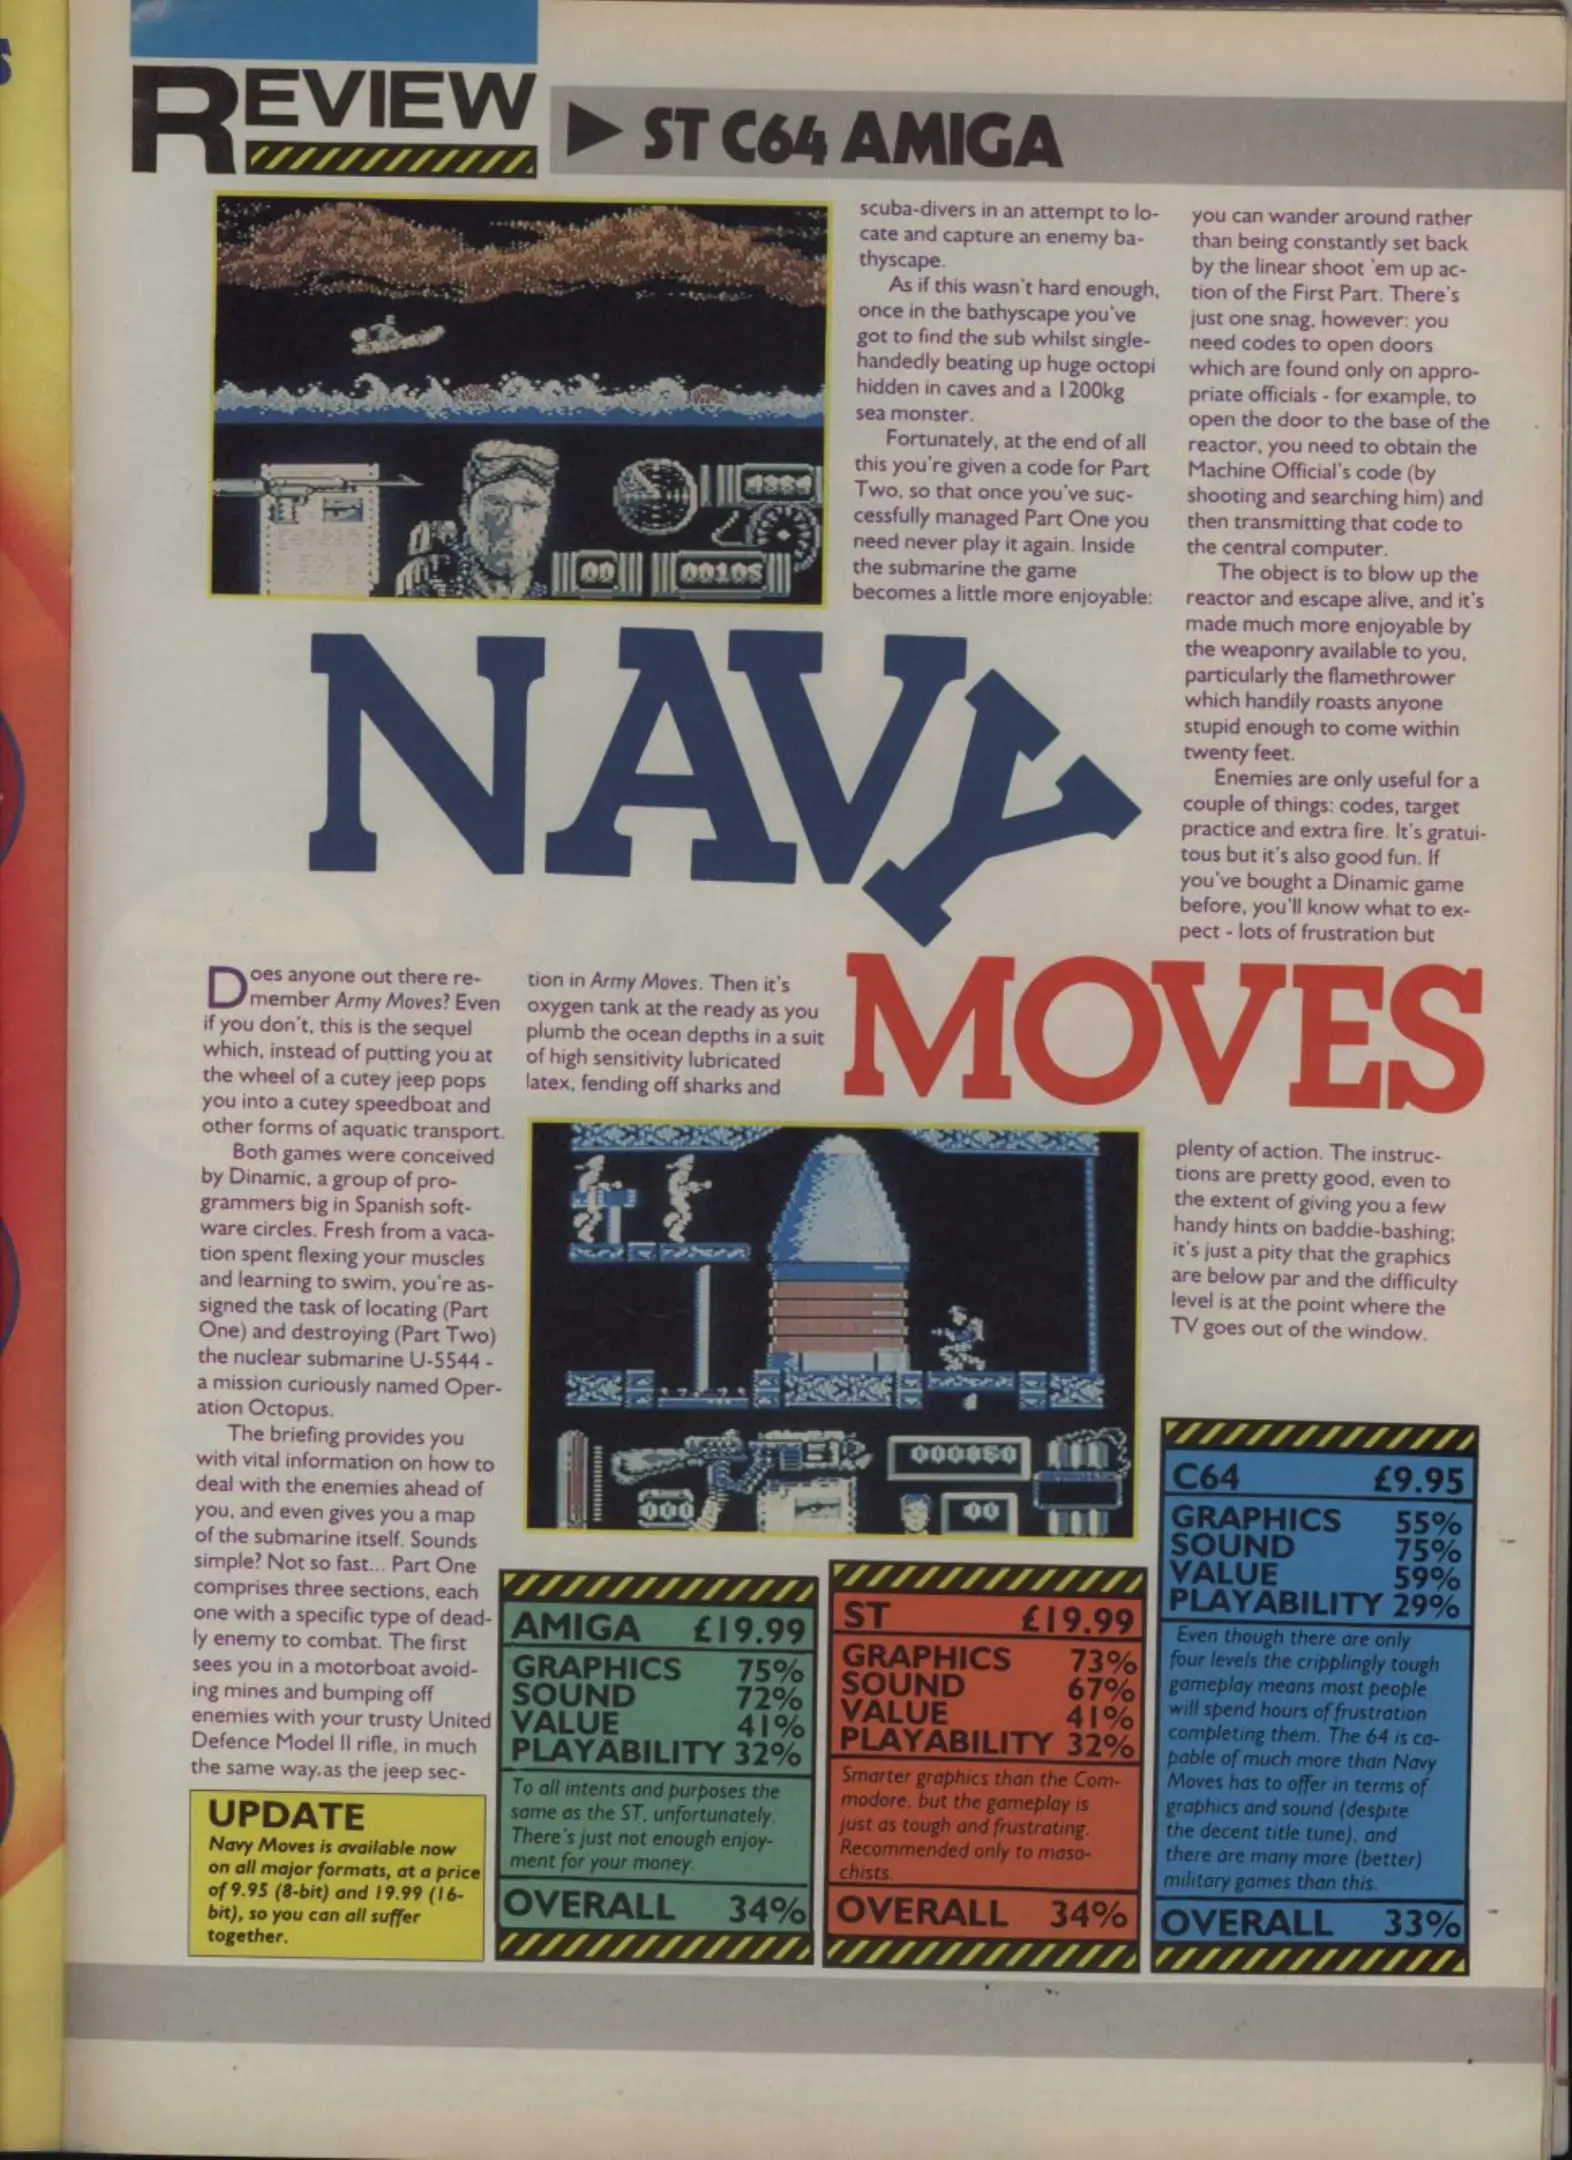 REVIEW
ST C64 AMIGA
NAVY
MOVES
Does anyone out there re-
member Army Moves? Even
if you don't, this is the sequel
which, instead of putting you at
the wheel of a cutey jeep pops
you into a cutey speedboat and
other forms of aquatic transport.
Both games were conceived
by Dinamic, a group of pro-
grammers big in Spanish soft-
ware circles. Fresh from a vaca-
tion spent flexing your muscles
and learning to swim, you're as-
signed the task of locating (Part
One) and destroying (Part Two)
the nuclear submarine U-5544 -
a mission curiously named Oper-
ation Octopus.
The briefing provides you
with vital information on how to
deal with the enemies ahead of
you, and even gives you a map
of the submarine itself. Sounds
simple? Not so fast... Part One
comprises three sections, each
one with a specific type of dead-
ly enemy to combat. The first
sees you in a motorboat avoid-
ing mines and bumping off
enemies with your trusty United
Defence Model II rifle, in much
the same way.as the jeep sec-
tion in Army Moves. Then it's
oxygen tank at the ready as you
plumb the ocean depths in a suit
of high sensitivity lubricated
latex, fending off sharks and
scuba-divers in an attempt to lo-
cate and capture an enemy ba-
thyscape.
As if this wasn't hard enough,
once in the bathyscape you've
got to find the sub whilst single-
handedly beating up huge octopi
hidden in caves and a 1200kg
sea monster.
Fortunately, at the end of all
this you're given a code for Part
Two, so that once you've suc-
cessfully managed Part One you
need never play it again. Inside
the submarine the game
becomes a little more enjoyable:
you can wander around rather
than being constantly set back
by the linear shoot 'em up ac-
tion of the First Part. There's
just one snag, however: you
need codes to open doors
which are found only on appro-
priate officials - for example, to
open the door to the base of the
reactor, you need to obtain the
Machine Official's code (by
shooting and searching him) and
then transmitting that code to
the central computer.
The object is to blow up the
reactor and escape alive, and it's
made much more enjoyable by
the weaponry available to you,
particularly the flamethrower
which handily roasts anyone
stupid enough to come within
twenty feet.
Enemies are only useful for a
couple of things: codes, target
practice and extra fire. It's gratui-
tous but it's also good fun. If
you've bought a Dinamic game
before, you'll know what to ex-
pect - lots of frustration but
plenty of action. The instruc-
tions are pretty good, even to
the extent of giving you a few
handy hints on baddie-bashing;
it's just a pity that the graphics
are below par and the difficulty
level is at the point where the
TV goes out of the window.
00
00105
000850
000
00
UPDATE
Navy Moves is available now
on all major formats, at a price
of 9.95 (8-bit) and 19.99 (16-
bit), so you can all suffer
together.
AMIGA £19.99
GRAPHICS 75%
SOUND 72%
VALUE 41%
PLAYABILITY 32%
To all intents and purposes the
same as the ST, unfortunately.
There's just not enough enjoy-
ment for your money.
OVERALL 34%
ST £19.99
GRAPHICS 73%
SOUND 67%
VALUE 41%
PLAYABILITY 32%
Smarter graphics than the Com-
modore, but the gameplay is
just as tough and frustrating.
Recommended only to maso-
chists.
OVERALL 34%
C64 £9.95
GRAPHICS 55%
SOUND 75%
VALUE 59%
PLAYABILITY 29%
Even though there are only
four levels the cripplingly tough
gameplay means most people
will spend hours of frustration
completing them. The 64 is ca-
pable of much more than Navy
Moves has to offer in terms of
graphics and sound (despite
the decent title tune), and
there are many more (better)
military games than this.
OVERALL 33%